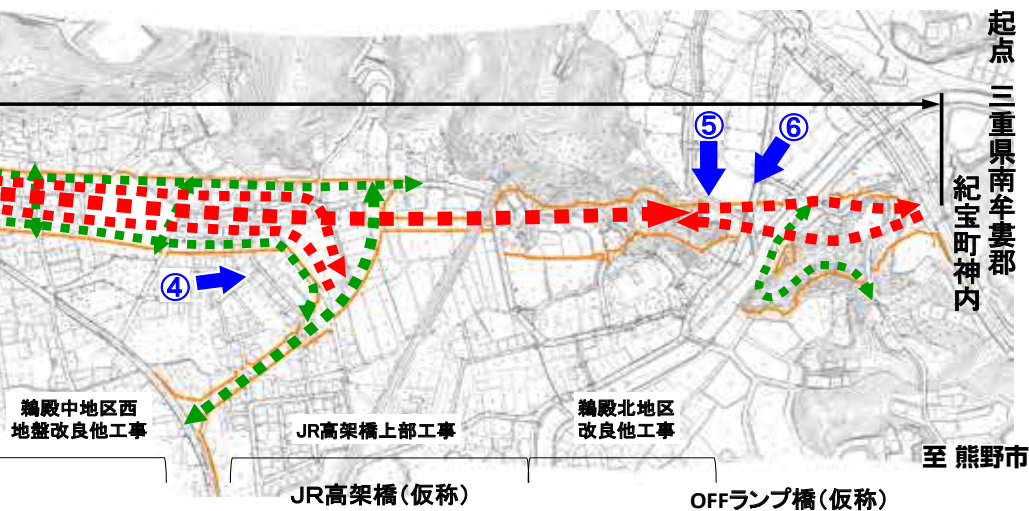 起点 三重県南牟婁郡
紀宝町神内
⑤
⑥
④
鵜殿中地区西
地盤改良他工事
JR高架橋上部工事
鵜殿北地区
改良他工事
至 熊野市
JR高架橋(仮称)
OFFランプ橋(仮称)